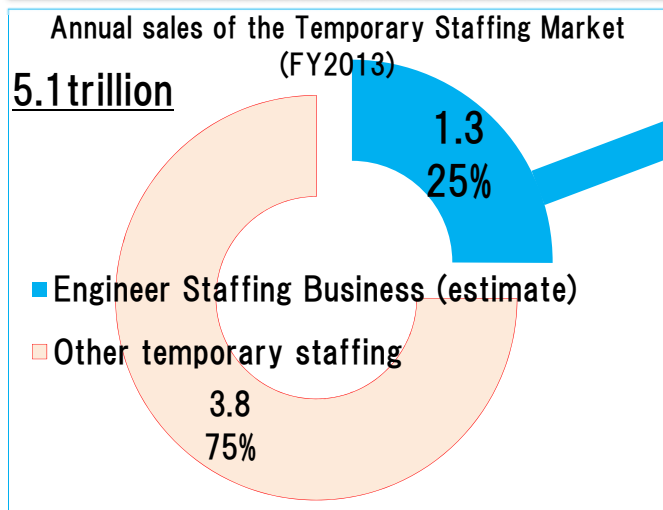 Annual sales of the Temporary Staffing Market
(FY2013)
5.1trillion
1.3
25%
Engineer Staffing Business (estimate)
Other temporary staffing
3.8
75%